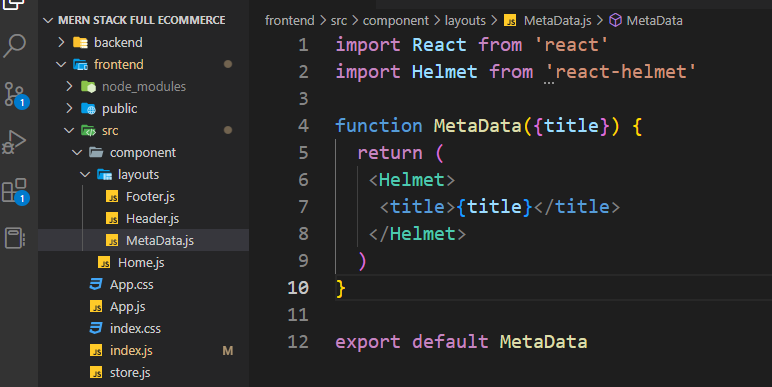 MERN STACK FULL ECOMMERCE
backend
frontend
node_modules
public
src
component
layouts
Footer.js
Header.js
MetaData.js
Home.js
App.css
App.js
index.css
index.js M
store.js
1
1
frontend > src > component > layouts > MetaData.js > MetaData
1 import React from 'react'
2 import Helmet from 'react-helmet'
3
4 function MetaData({title}) {
5 return (
6 <Helmet>
7 <title>{title}</title>
8 </Helmet>
9 )
10 }
11
12 export default MetaData